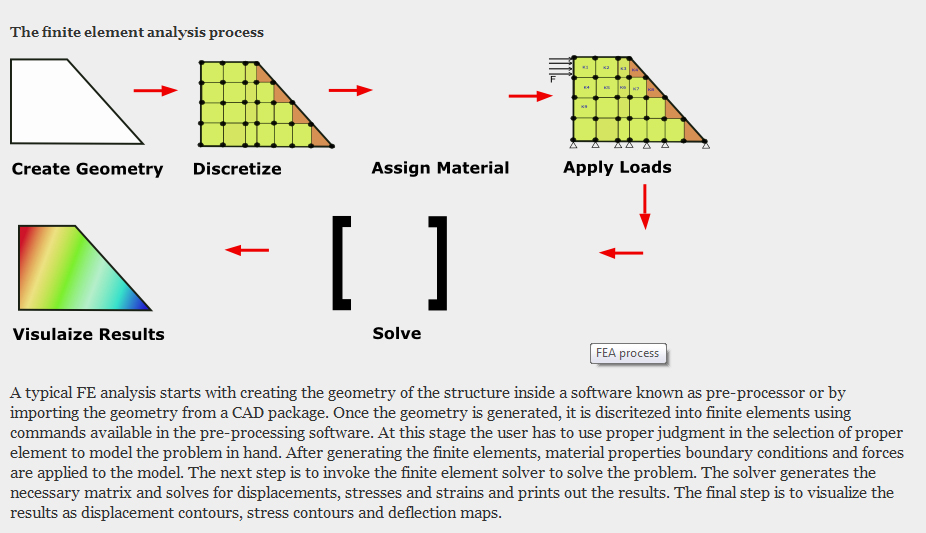 The finite element analysis process
F
K1 K2 K3
K4 K5 K6 K7
Create Geometry Discretize Assign Material Apply Loads
[ ]
Visulaize Results Solve
FEA process
A typical FE analysis starts with creating the geometry of the structure inside a software known as pre-processor or by
importing the geometry from a CAD package. Once the geometry is generated, it is discritezed into finite elements using
commands available in the pre-processing software. At this stage the user has to use proper judgment in the selection of proper
element to model the problem in hand. After generating the finite elements, material properties boundary conditions and forces
are applied to the model. The next step is to invoke the finite element solver to solve the problem. The solver generates the
necessary matrix and solves for displacements, stresses and strains and prints out the results. The final step is to visualize the
results as displacement contours, stress contours and deflection maps.